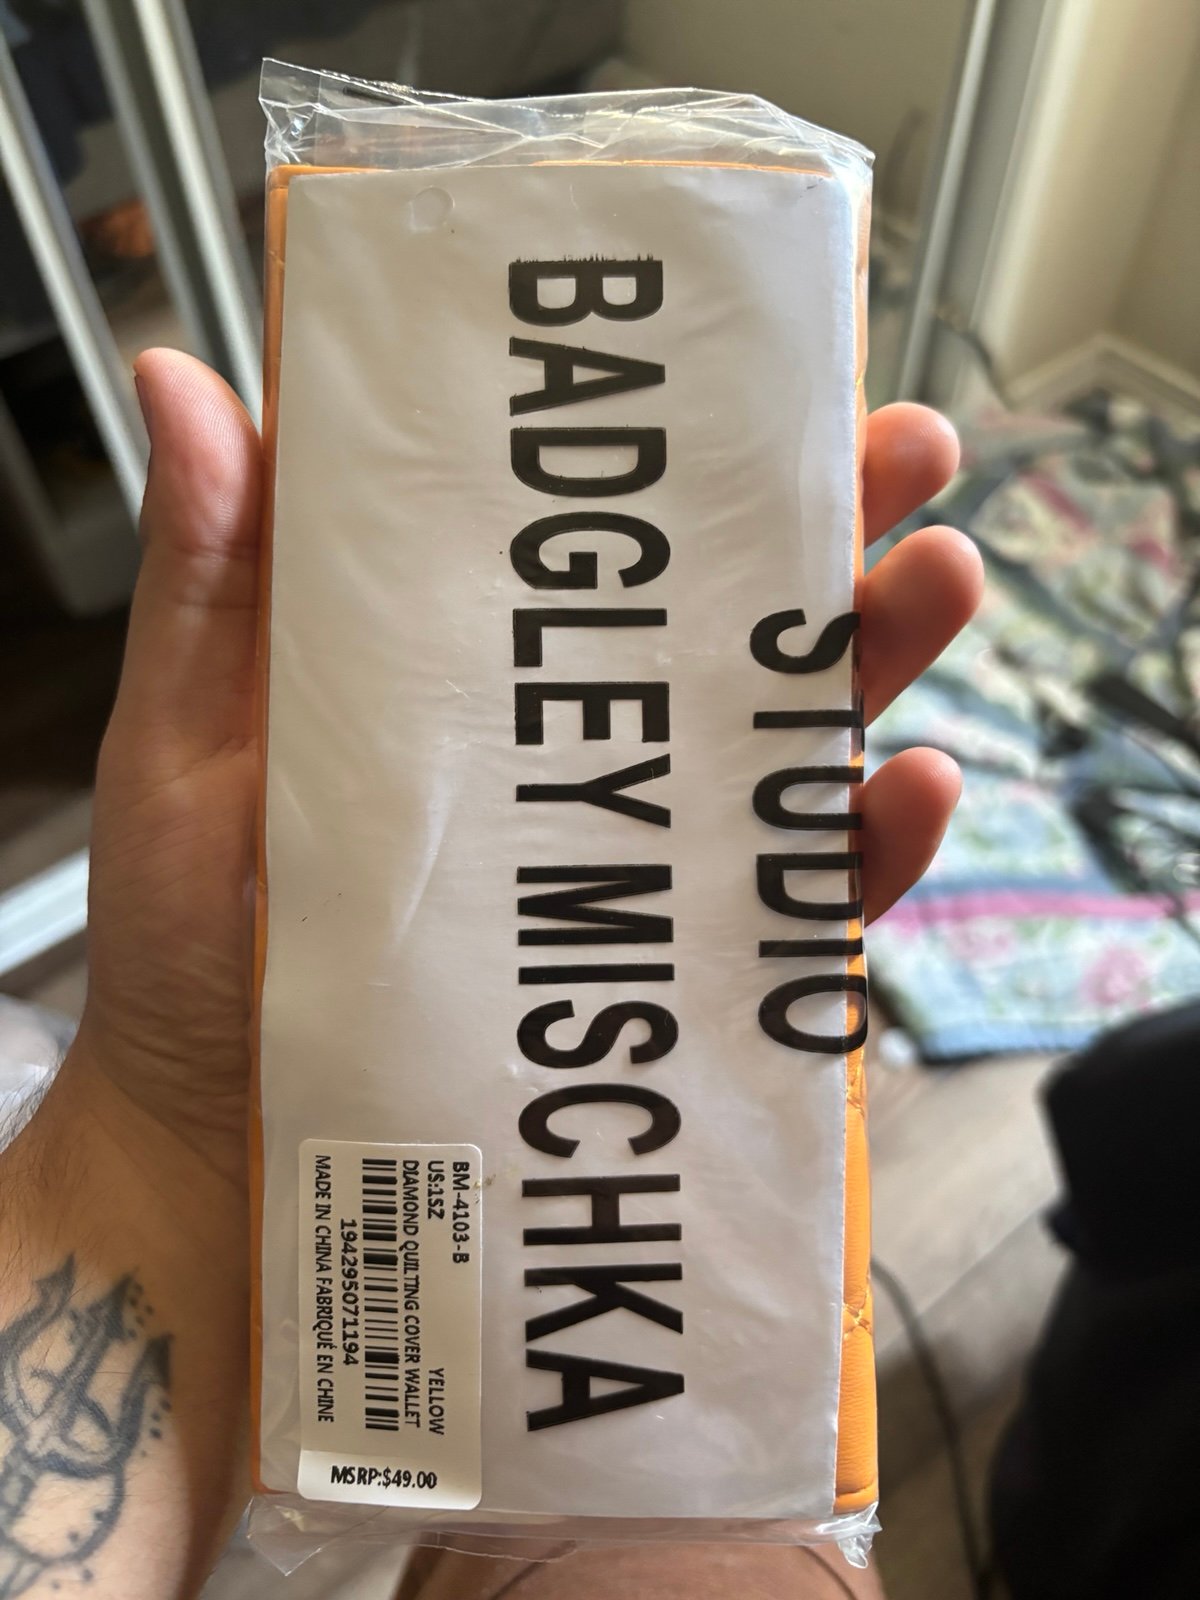 STUDIO
BADGLEY MISCHKA
BM-4103-B
US:1SZ YELLOW
DIAMOND QUILTING COVER WALLET
194295071194
MADE IN CHINA FABRIQUÉ EN CHINE
MSRP:$49.00